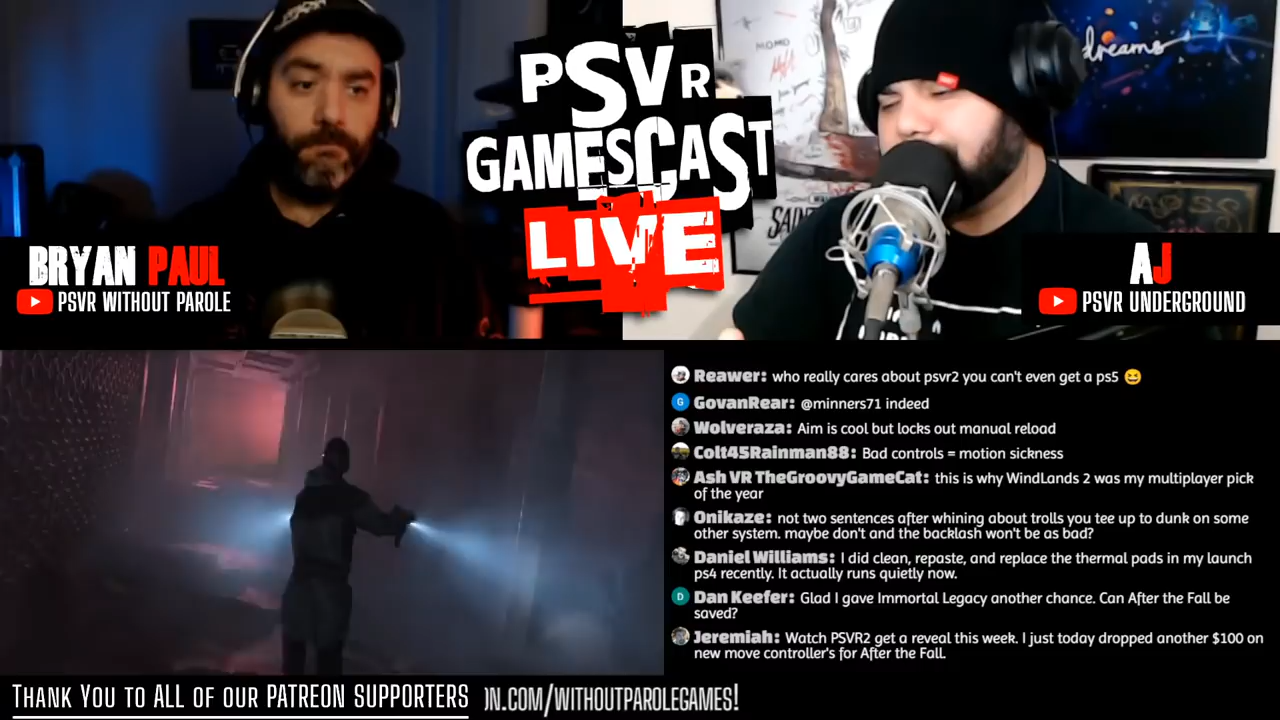 PSVR
GAMESCAST
LIVE
dreams
BRYAN PAUL
PSVR WITHOUT PAROLE
AJ
PSVR UNDERGROUND
Reawer: who really cares about psvr2 you can't even get a ps5 😆
GovanRear: @minners71 indeed
Wolveraza: Aim is cool but locks out manual reload
Colt45Rainman88: Bad controls = motion sickness
Ash VR TheGroovyGameCat: this is why WindLands 2 was my multiplayer pick
of the year
Onikaze: not two sentences after whining about trolls you tee up to dunk on some
other system. maybe don't and the backlash won't be as bad?
Daniel Williams: I did clean, repaste, and replace the thermal pads in my launch
ps4 recently. It actually runs quietly now.
Dan Keefer: Glad I gave Immortal Legacy another chance. Can After the Fall be
saved?
Jeremiah: Watch PSVR2 get a reveal this week. I just today dropped another $100 on
new move controller's for After the Fall.
THANK YOU TO ALL OF OUR PATREON SUPPORTERS
N.COM/WITHOUTPAROLEGAMES!